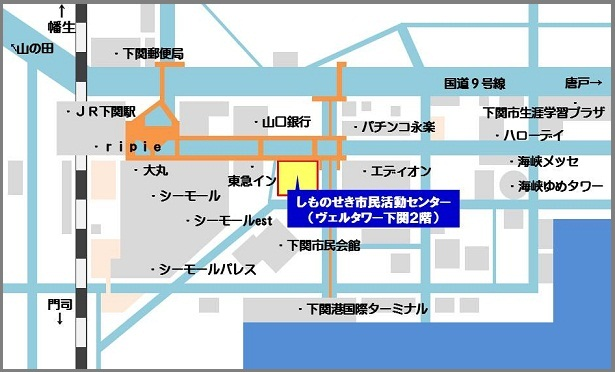 ↑
幡生
↖山の田
・下関郵便局
国道9号線
唐戸→
・JR下関駅
・山口銀行
・パチンコ永楽
下関市生涯学習プラザ
・ハローデイ
・ripie
・大丸
東急イン
・エディオン
・海峡メッセ
・海峡ゆめタワー
・シーモール
しものせき市民活動センター
(ヴェルタワー下関2階)
・シーモールest
・下関市民会館
・シーモールパレス
門司
↓
・下関港国際ターミナル